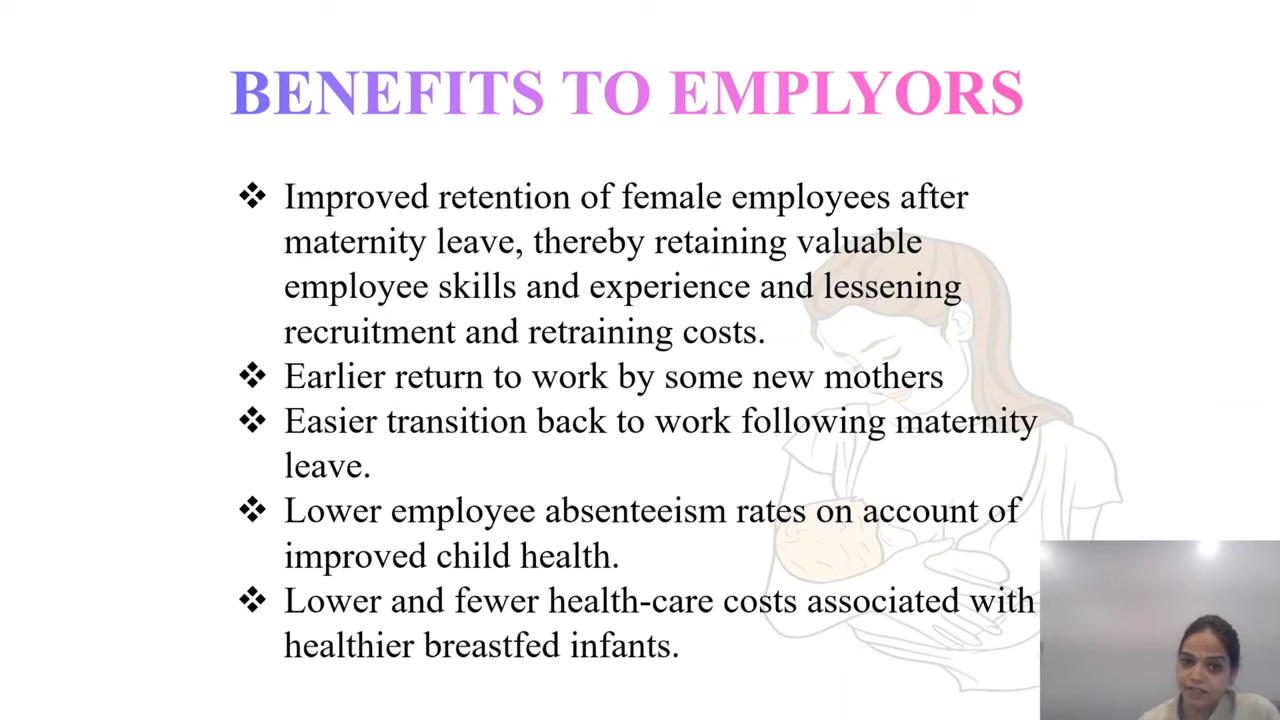 BENEFITS TO EMPLYORS
❖ Improved retention of female employees after
maternity leave, thereby retaining valuable
employee skills and experience and lessening
recruitment and retraining costs.
❖ Earlier return to work by some new mothers
❖ Easier transition back to work following maternity
leave.
❖ Lower employee absenteeism rates on account of
improved child health.
❖ Lower and fewer health-care costs associated with
healthier breastfed infants.